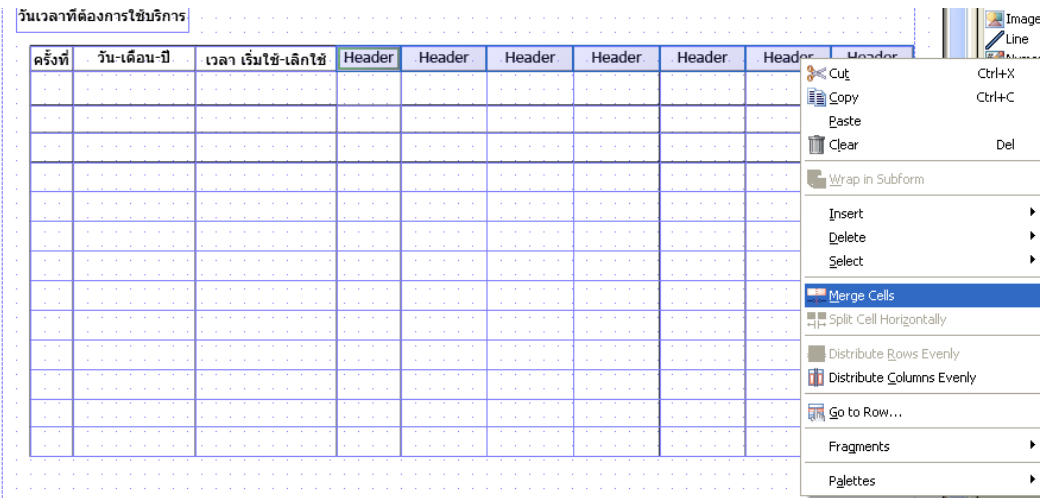 วันเวลาที่ต้องการใช้บริการ
Image
Line
ครั้งที่ วัน-เดือน-ปี เวลา เริ่มใช้-เลิกใช้ Header Header Header Header Header Header Header
Cut Ctrl+X
Copy Ctrl+C
Paste
Clear Del
Wrap in Subform
Insert
Delete
Select
Merge Cells
Split Cell Horizontally
Distribute Rows Evenly
Distribute Columns Evenly
Go to Row...
Fragments
Palettes